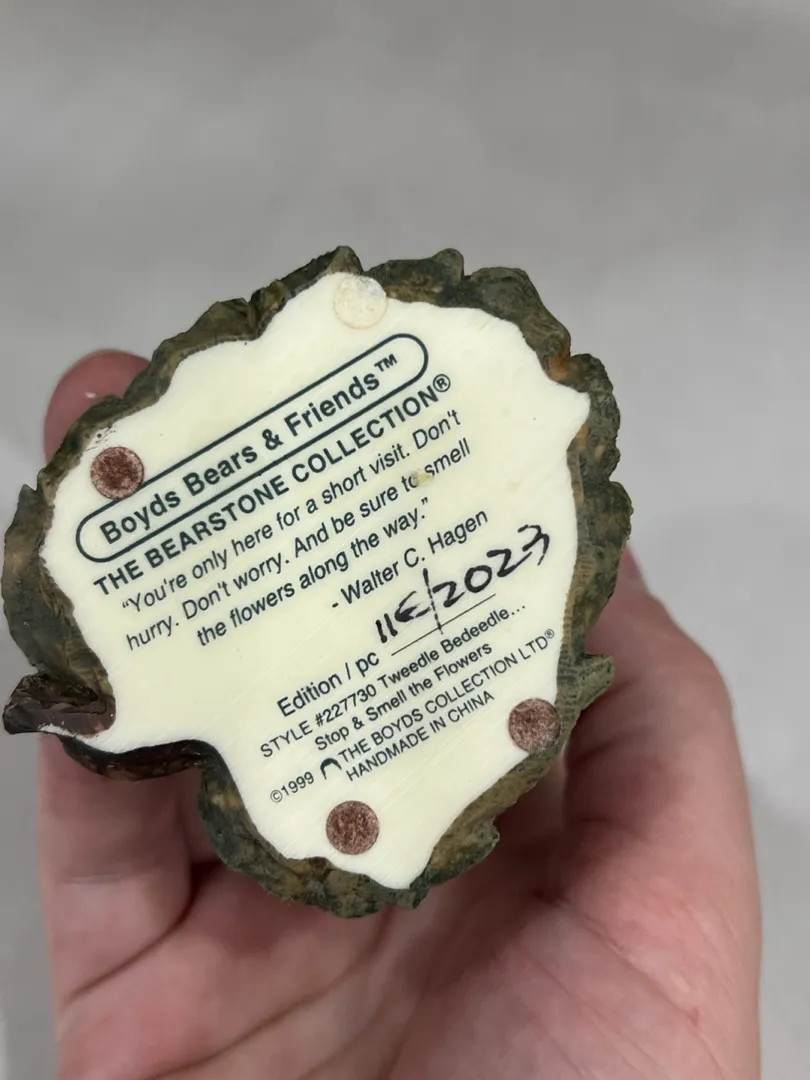 Boyds Bears & Friends™
THE BEARSTONE COLLECTION®
“You're only here for a short visit. Don't
hurry. Don't worry. And be sure to smell
the flowers along the way.”
- Walter C. Hagen
Edition / pc 11E/2023
STYLE #227730 Tweedle Bedeedle...
Stop & Smell the Flowers
©1999 THE BOYDS COLLECTION LTD®
HANDMADE IN CHINA